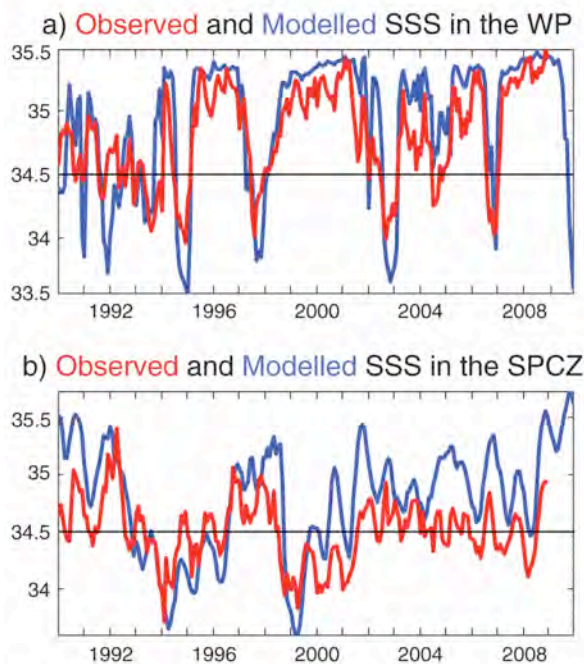 a) Observed and Modelled SSS in the WP
35.5
35
34.5
34
33.5
1992 1996 2000 2004 2008
b) Observed and Modelled SSS in the SPCZ
35.5
35
34.5
34
1992 1996 2000 2004 2008